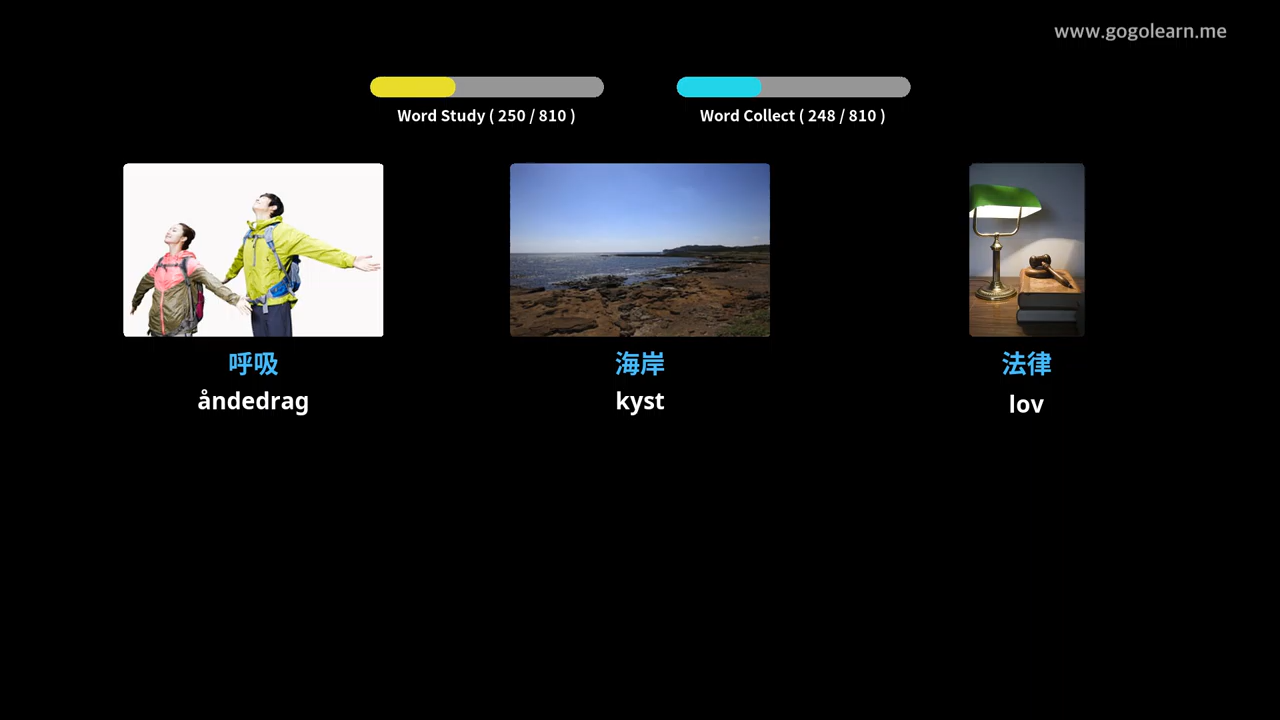 www.gogolearn.me
Word Study ( 250 / 810 )
Word Collect ( 248 / 810 )
呼吸
åndedrag
海岸
kyst
法律
lov